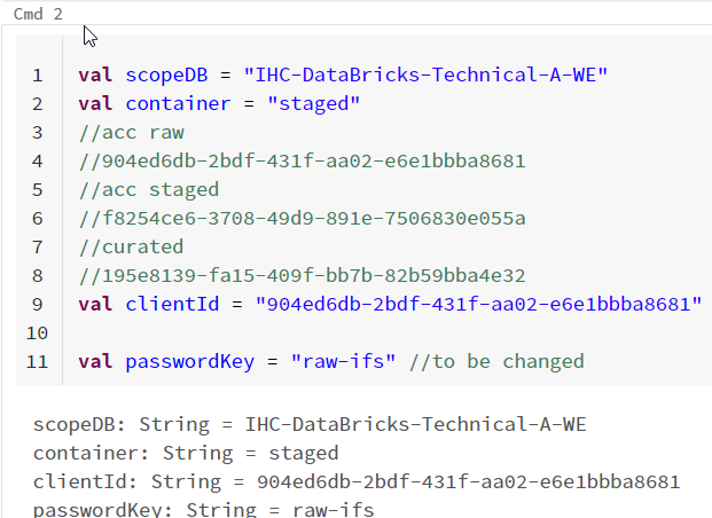 Cmd 2
1 val scopeDB = "IHC-DataBricks-Technical-A-WE"
2 val container = "staged"
3 //acc raw
4 //904ed6db-2bdf-431f-aa02-e6e1bbba8681
5 //acc staged
6 //f8254ce6-3708-49d9-891e-7506830e055a
7 //curated
8 //195e8139-fa15-409f-bb7b-82b59bba4e32
9 val clientId = "904ed6db-2bdf-431f-aa02-e6e1bbba8681"
10
11 val passwordKey = "raw-ifs" //to be changed
scopeDB: String = IHC-DataBricks-Technical-A-WE
container: String = staged
clientId: String = 904ed6db-2bdf-431f-aa02-e6e1bbba8681
passwordKey: String = raw-ifs